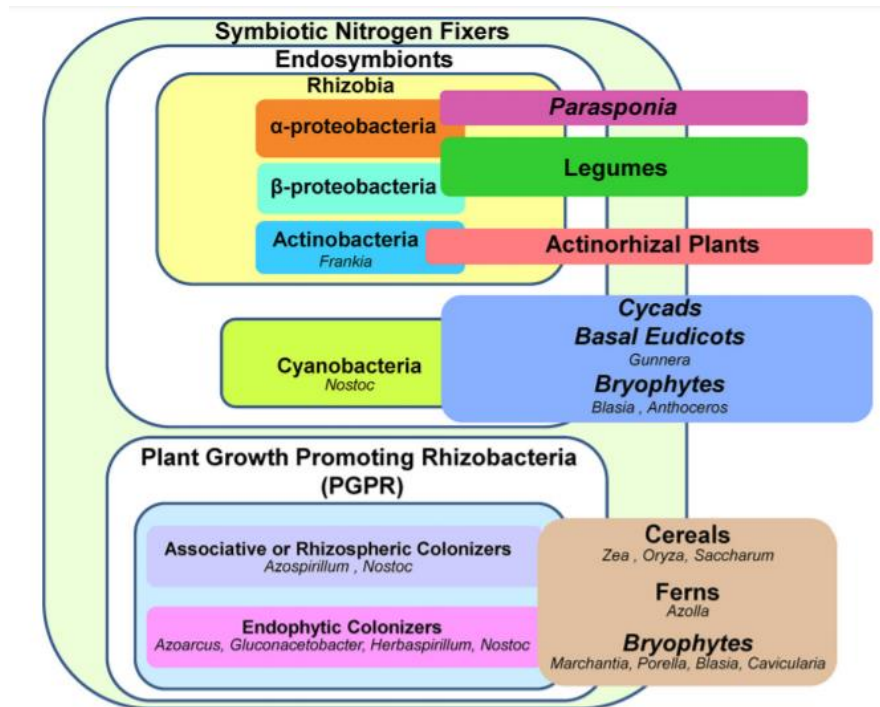 Symbiotic Nitrogen Fixers
Endosymbionts
Rhizobia
α-proteobacteria
Parasponia
β-proteobacteria
Legumes
Actinobacteria
Frankia
Actinorhizal Plants
Cyanobacteria
Nostoc
Cycads
Basal Eudicots
Gunnera
Bryophytes
Blasia , Anthoceros
Plant Growth Promoting Rhizobacteria
(PGPR)
Associative or Rhizospheric Colonizers
Azospirillum , Nostoc
Endophytic Colonizers
Azoarcus, Gluconacetobacter, Herbaspirillum, Nostoc
Cereals
Zea , Oryza, Saccharum
Ferns
Azolla
Bryophytes
Marchantia, Porella, Blasia, Cavicularia